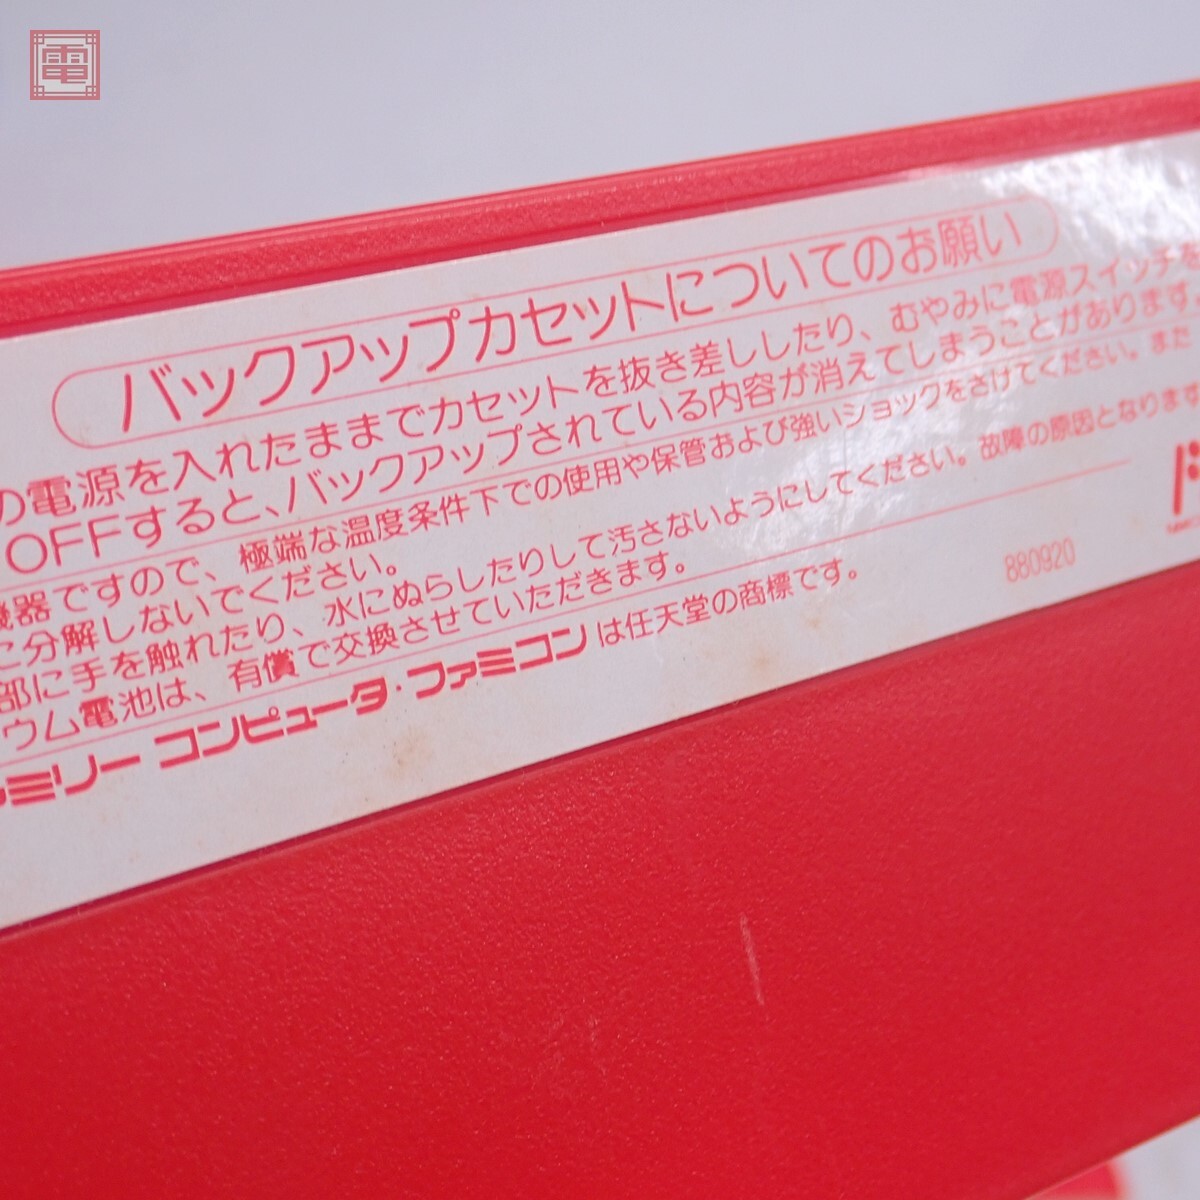 電
バックアップカセットについてのお願い
の電源を入れたままでカセットを抜き差ししたり、むやみに電源スイッチを
OFFすると、バックアップされている内容が消えてしまうことがあります。
機器ですので、極端な温度条件下での使用や保管および強いショックをさけてください。また
に分解しないでください。
部に手を触れたり、水にぬらしたりして汚さないようにしてください。故障の原因となります
ウム電池は、有償で交換させていただきます。
ァミリー コンピュータ・ファミコン は任天堂の商標です。
880920